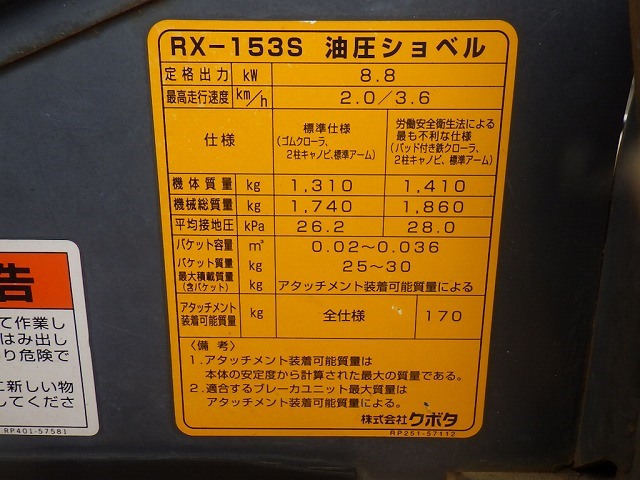 RX-153S 油圧ショベル
定格出力 kW 8.8
最高走行速度 km/h 2.0/3.6
仕様
標準仕様
(ゴムクローラ、
2柱キャノピ、標準アーム)
労働安全衛生法による
最も不利な仕様
(パッド付き鉄クローラ、
2柱キャノピ、標準アーム)
機体質量 kg 1,310 1,410
機械総質量 kg 1,740 1,860
平均接地圧 kPa 26.2 28.0
バケット容量 m³ 0.02〜0.036
バケット質量 kg 25〜30
最大積載質量
(含バケット) kg アタッチメント装着可能質量による
アタッチメント
装着可能質量 kg 全仕様 170
〈備 考〉
1.アタッチメント装着可能質量は
本体の安定度から計算された最大の質量である。
2.適合するブレーカユニット最大質量は
アタッチメント装着可能質量による。
株式会社クボタ
RP251-57112
告
て作業し
はみ出し
り危険で
に新しい物
してくださ
RP401-57581